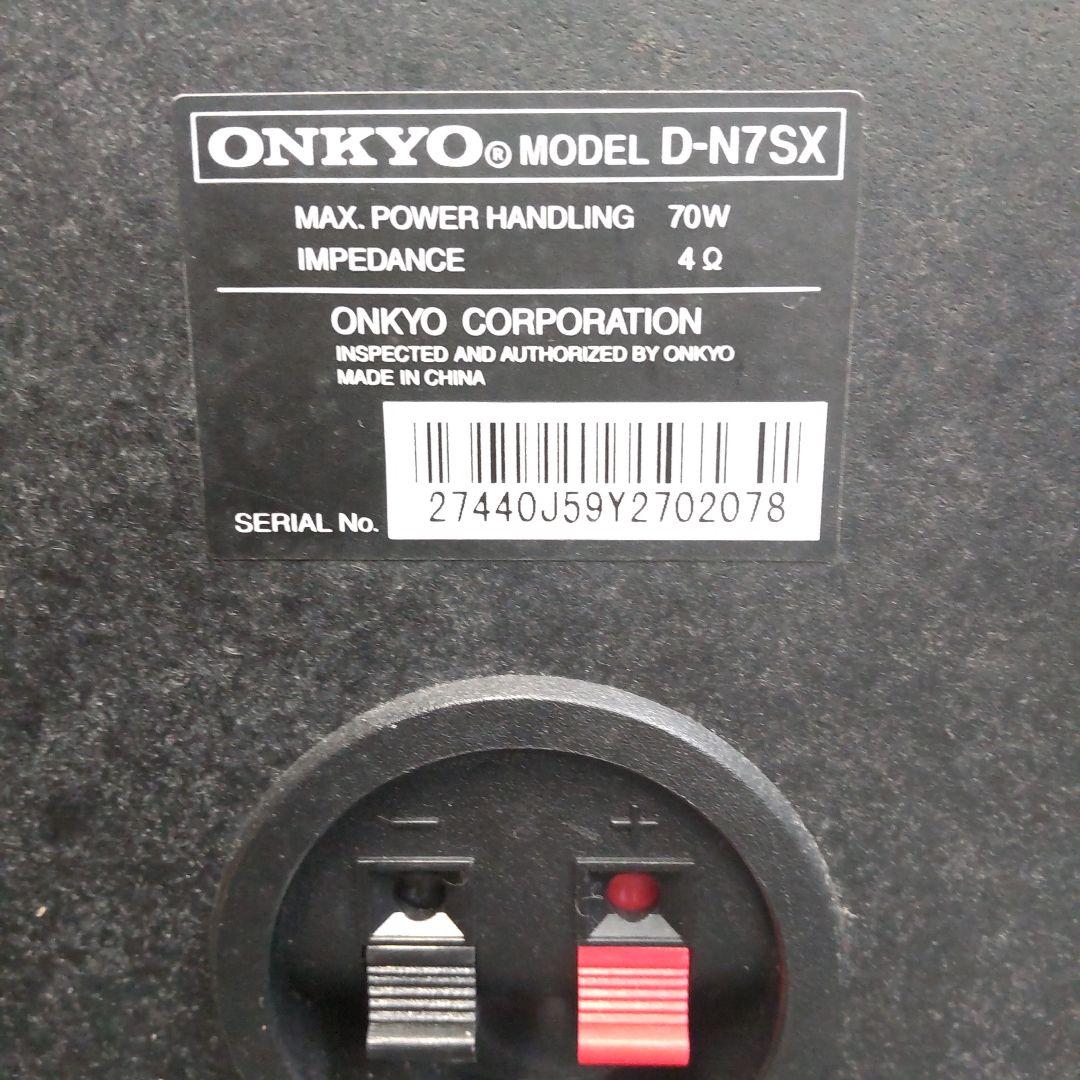 ONKYO® MODEL D-N7SX
MAX. POWER HANDLING 70W
IMPEDANCE 4 Ω
ONKYO CORPORATION
INSPECTED AND AUTHORIZED BY ONKYO
MADE IN CHINA
SERIAL No. 27440J59Y2702078
− +